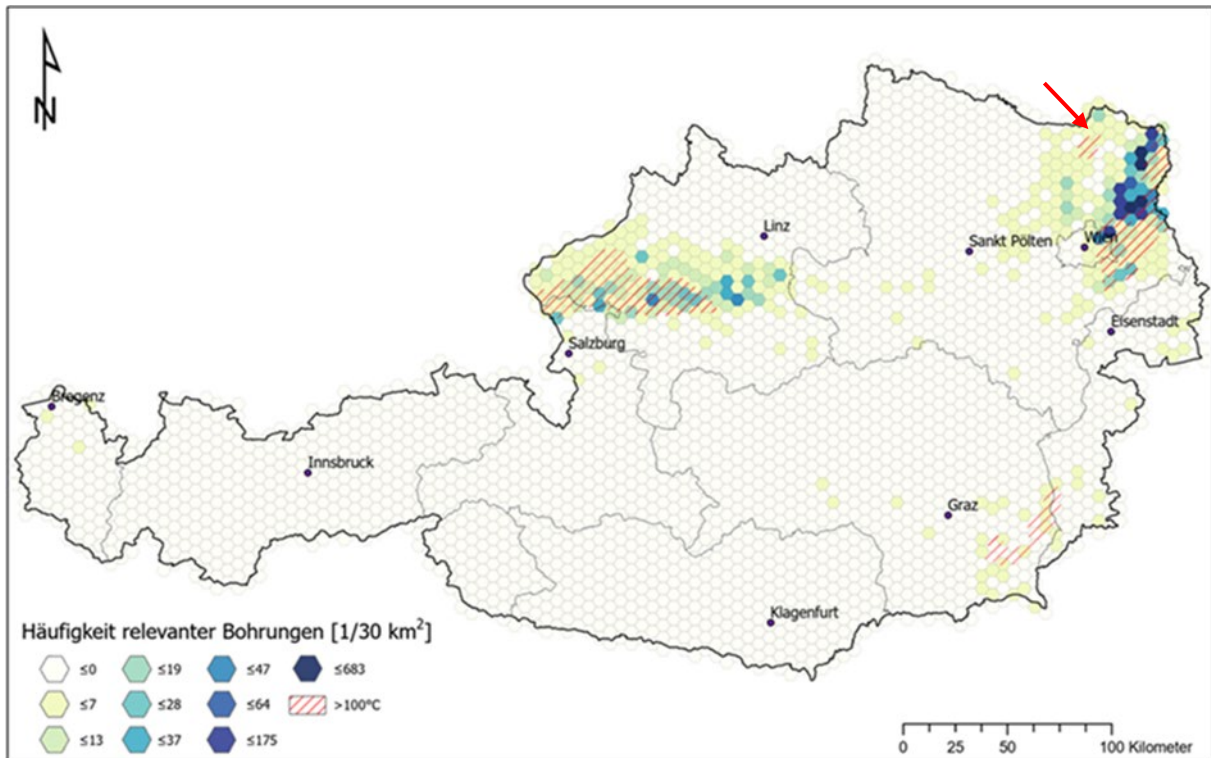 N
Linz
Sankt Pölten
Wien
Eisenstadt
Salzburg
Bregenz
Innsbruck
Graz
Klagenfurt
Häufigkeit relevanter Bohrungen [1/30 km²]
≤0 ≤19 ≤47 ≤683
≤7 ≤28 ≤64 >100°C
≤13 ≤37 ≤175
0 25 50 100 Kilometer